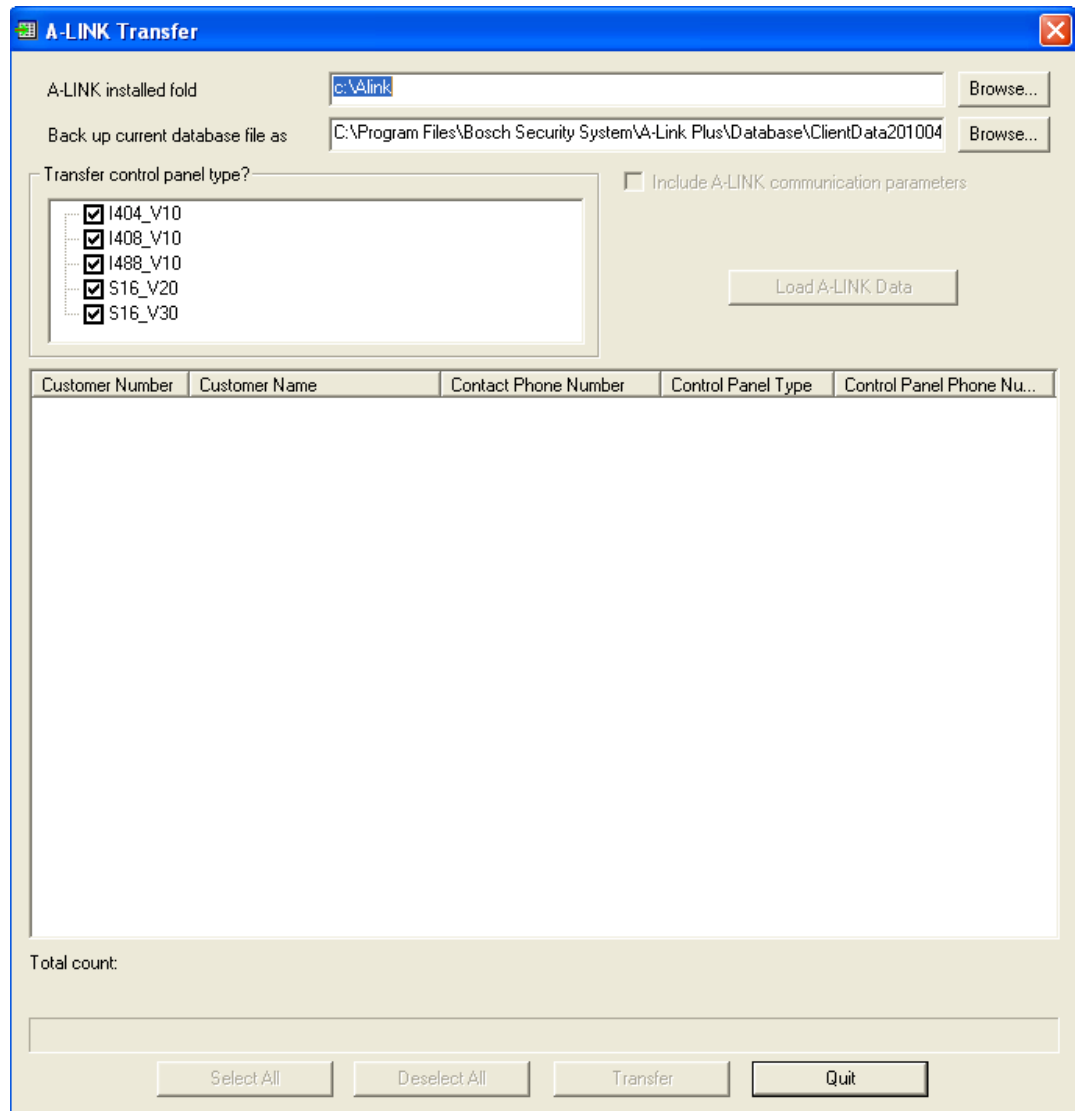 A-LINK Transfer
A-LINK installed fold
c:\Alink
Browse...
Back up current database file as
C:\Program Files\Bosch Security System\A-Link Plus\Database\ClientData201004
Browse...
Transfer control panel type?
Include A-LINK communication parameters
I404_V10
I408_V10
I488_V10
S16_V20
S16_V30
Load A-LINK Data
Customer Number Customer Name Contact Phone Number Control Panel Type Control Panel Phone Nu...
Total count:
Select All Deselect All Transfer Quit